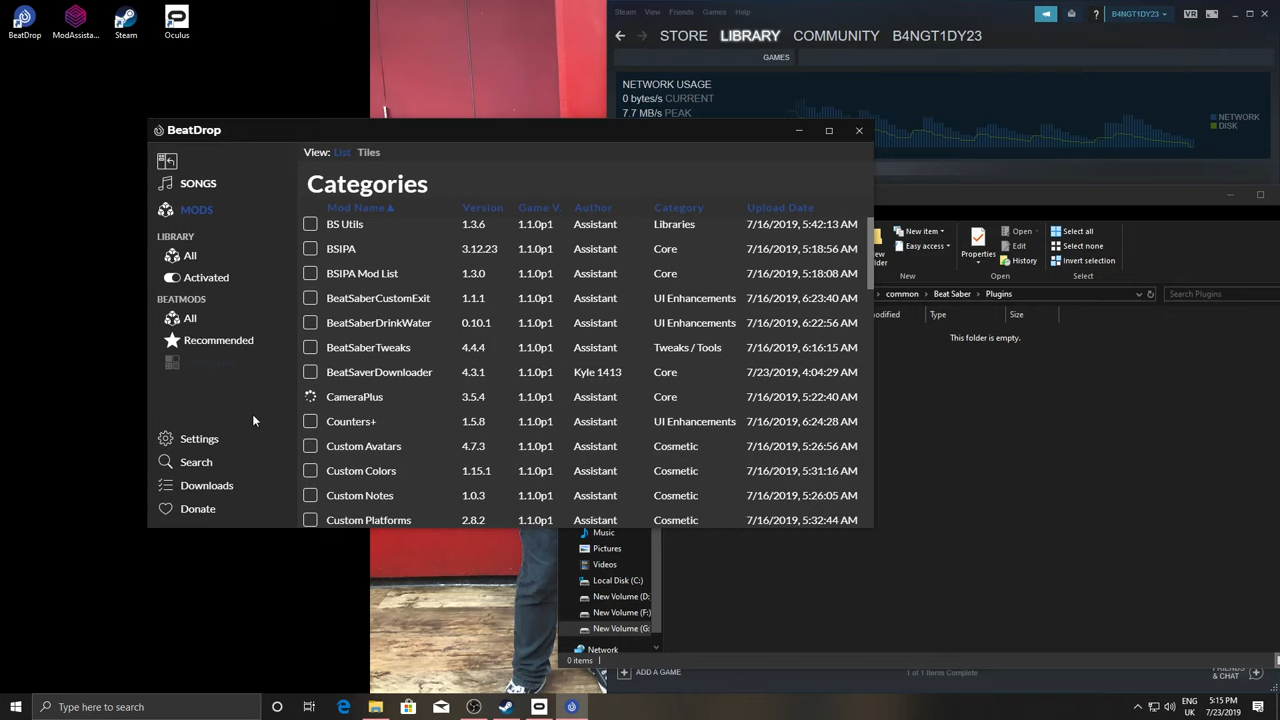 BeatDrop
ModAssista...
Steam
Oculus
Steam View Friends Games Help
B4NGT1DY23
VR
STORE LIBRARY COMMUNITY B4NGT1DY23
GAMES
NETWORK USAGE
0 bytes/s CURRENT
7.7 MB/s PEAK
NETWORK
DISK
BeatDrop
SONGS
MODS
LIBRARY
All
Activated
BEATMODS
All
Recommended
Settings
Search
Downloads
Donate
View: List Tiles
Categories
Mod Name▲ Version Game V. Author Category Upload Date
BS Utils 1.3.6 1.1.0p1 Assistant Libraries 7/16/2019, 5:42:13 AM
BSIPA 3.12.23 1.1.0p1 Assistant Core 7/16/2019, 5:18:56 AM
BSIPA Mod List 1.3.0 1.1.0p1 Assistant Core 7/16/2019, 5:18:08 AM
BeatSaberCustomExit 1.1.1 1.1.0p1 Assistant UI Enhancements 7/16/2019, 6:23:40 AM
BeatSaberDrinkWater 0.10.1 1.1.0p1 Assistant UI Enhancements 7/16/2019, 6:22:56 AM
BeatSaberTweaks 4.4.4 1.1.0p1 Assistant Tweaks / Tools 7/16/2019, 6:16:15 AM
BeatSaverDownloader 4.3.1 1.1.0p1 Kyle 1413 Core 7/23/2019, 4:04:29 AM
CameraPlus 3.5.4 1.1.0p1 Assistant Core 7/16/2019, 5:22:40 AM
Counters+ 1.5.8 1.1.0p1 Assistant UI Enhancements 7/16/2019, 6:24:28 AM
Custom Avatars 4.7.3 1.1.0p1 Assistant Cosmetic 7/16/2019, 5:26:56 AM
Custom Colors 1.15.1 1.1.0p1 Assistant Cosmetic 7/16/2019, 5:31:16 AM
Custom Notes 1.0.3 1.1.0p1 Assistant Cosmetic 7/16/2019, 5:26:05 AM
Custom Platforms 2.8.2 1.1.0p1 Assistant Cosmetic 7/16/2019, 5:32:44 AM
New item
Easy access
New
Properties
Open
Edit
History
Open
Select all
Select none
Invert selection
Select
common › Beat Saber › Plugins
Search Plugins
Type Size
This folder is empty.
Music
Pictures
Videos
Local Disk (C:)
New Volume (D:
New Volume (F:)
New Volume (G:
Network
0 items
ADD A GAME
1 of 1 Items Complete
FRIENDS
& CHAT
Type here to search
ENG
UK
5:15 PM
7/23/2019